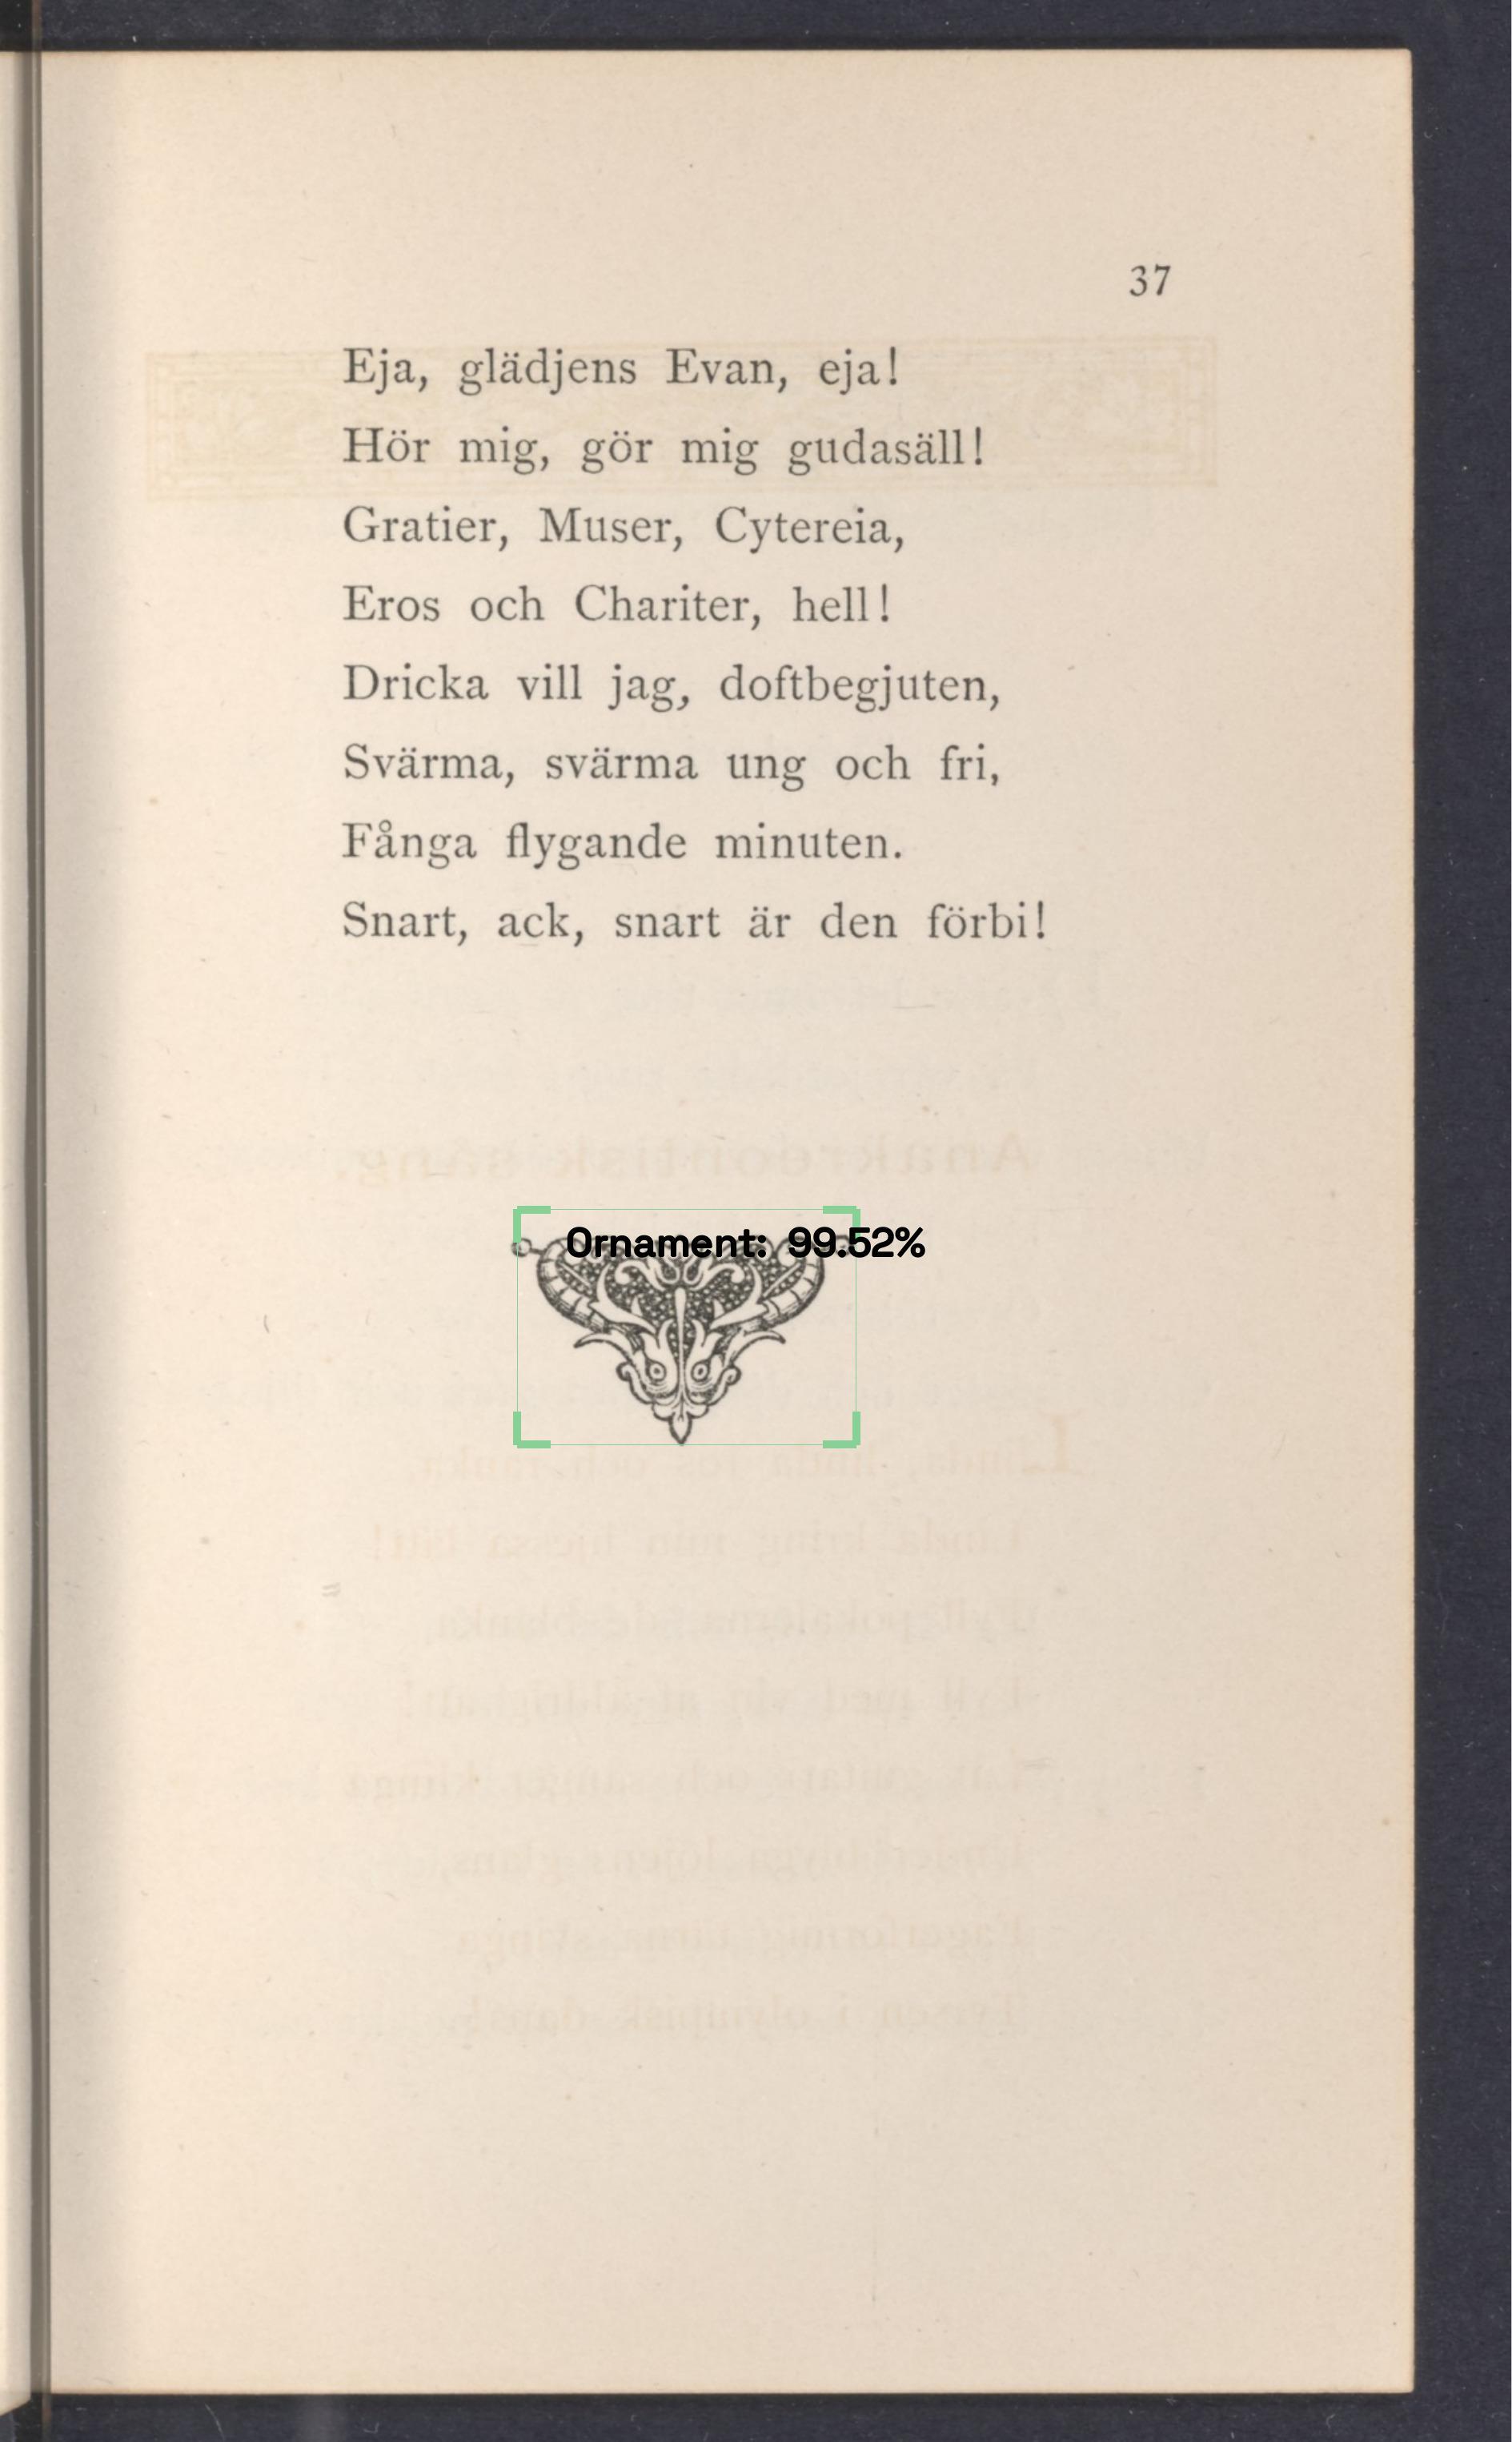 37
Eja, glädjens Evan, eja!
Hör mig, gör mig gudasäll!
Gratier, Muser, Cytereia,
Eros och Chariter, hell!
Dricka vill jag, doftbegjuten,
Svärma, svärma ung och fri,
Fånga flygande minuten.
Snart, ack, snart är den förbi!
Anakreontisk sång.
Ornament: 99.52%